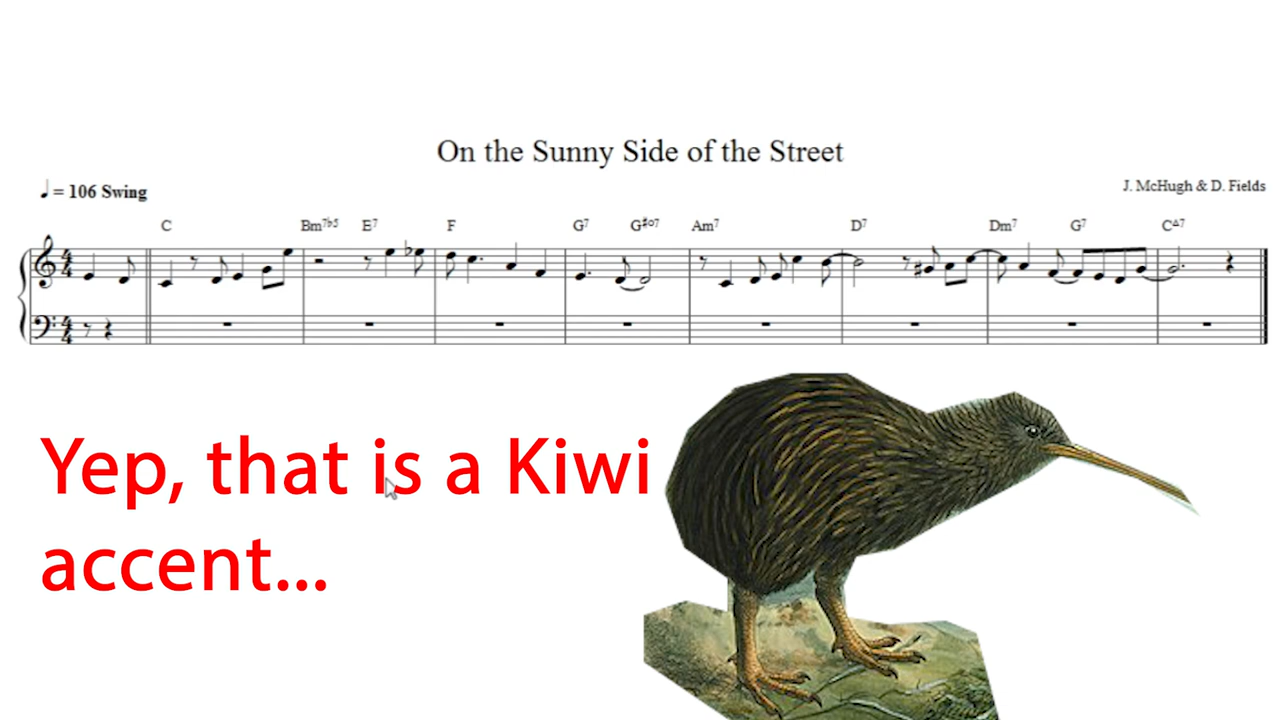 On the Sunny Side of the Street
♩ = 106 Swing
J. McHugh & D. Fields
C Bm7b5 E7 F G7 G♯o7 Am7 D7 Dm7 G7 CΔ7
Yep, that is a Kiwi
accent...